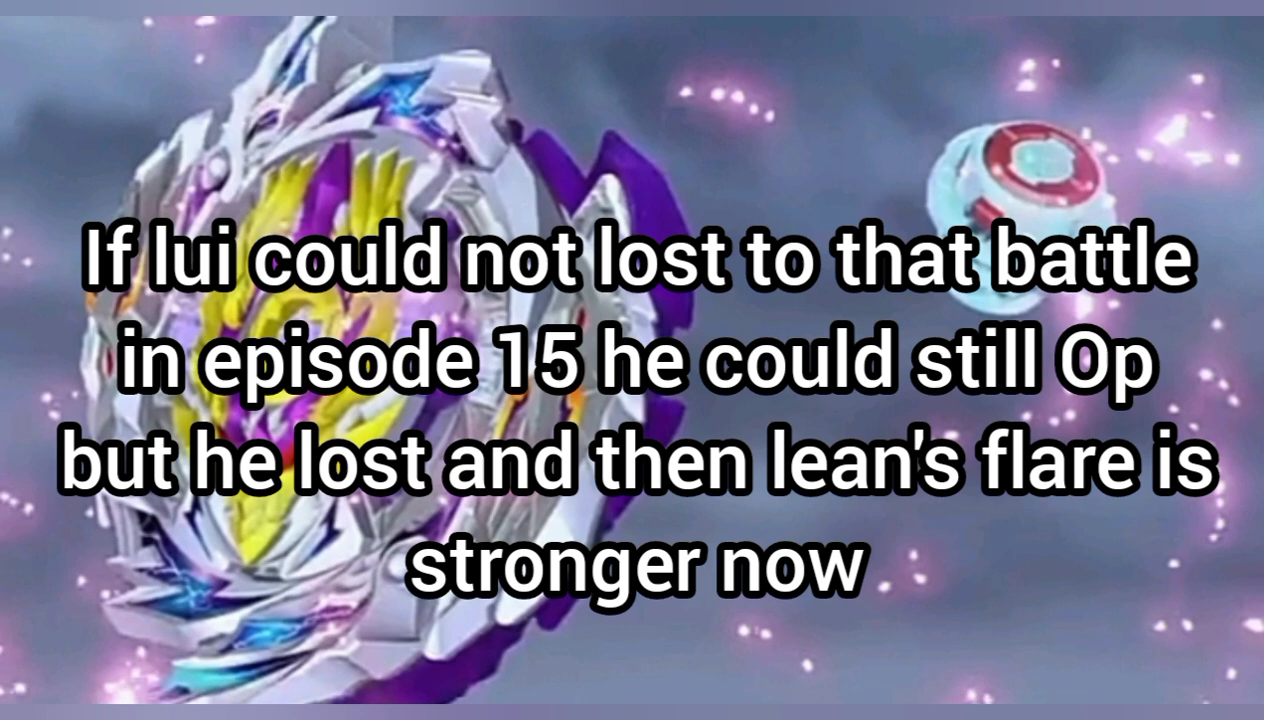 If lui could not lost to that battle
in episode 15 he could still Op
but he lost and then lean's flare is
stronger now